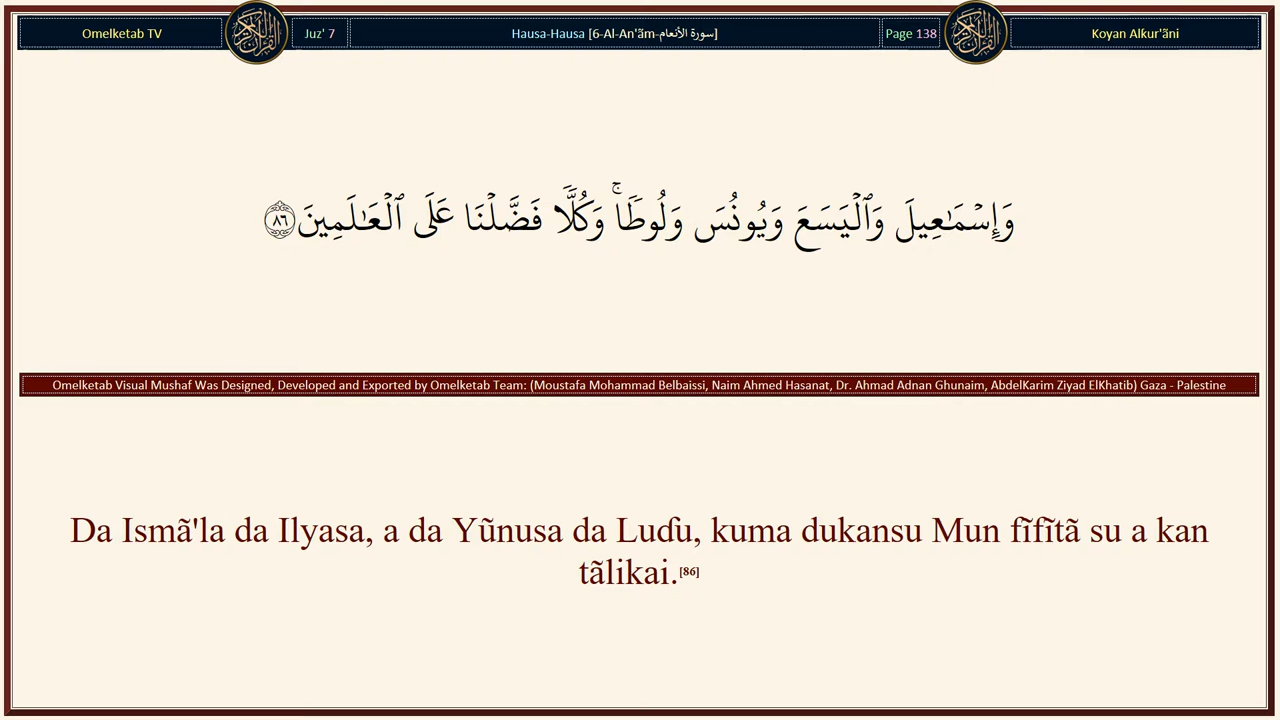 Omelketab TV
Juz' 7
Hausa-Hausa [6-Al-An'ãm-سورة الأنعام]
Page 138
Koyan Alƙur'ãni
وَإِسۡمَٰعِيلَ وَٱلۡيَسَعَ وَيُونُسَ وَلُوطٗاۚ وَكُلّٗا فَضَّلۡنَا عَلَى ٱلۡعَٰلَمِينَ ٨٦
Omelketab Visual Mushaf Was Designed, Developed and Exported by Omelketab Team: (Moustafa Mohammad Belbaissi, Naim Ahmed Hasanat, Dr. Ahmad Adnan Ghunaim, AbdelKarim Ziyad ElKhatib) Gaza - Palestine
Da Ismã'la da Ilyasa, a da Yũnusa da Luɗu, kuma dukansu Mun fĩfĩtã su a kan
tãlikai.[86]